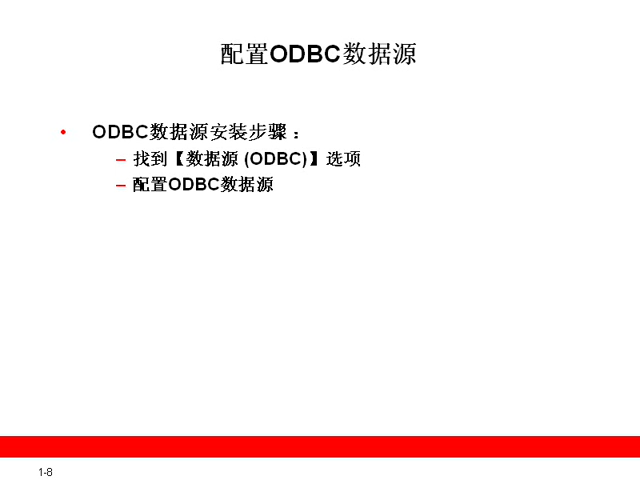 配置ODBC数据源
• ODBC数据源安装步骤：
– 找到【数据源 (ODBC)】选项
– 配置ODBC数据源
1-8